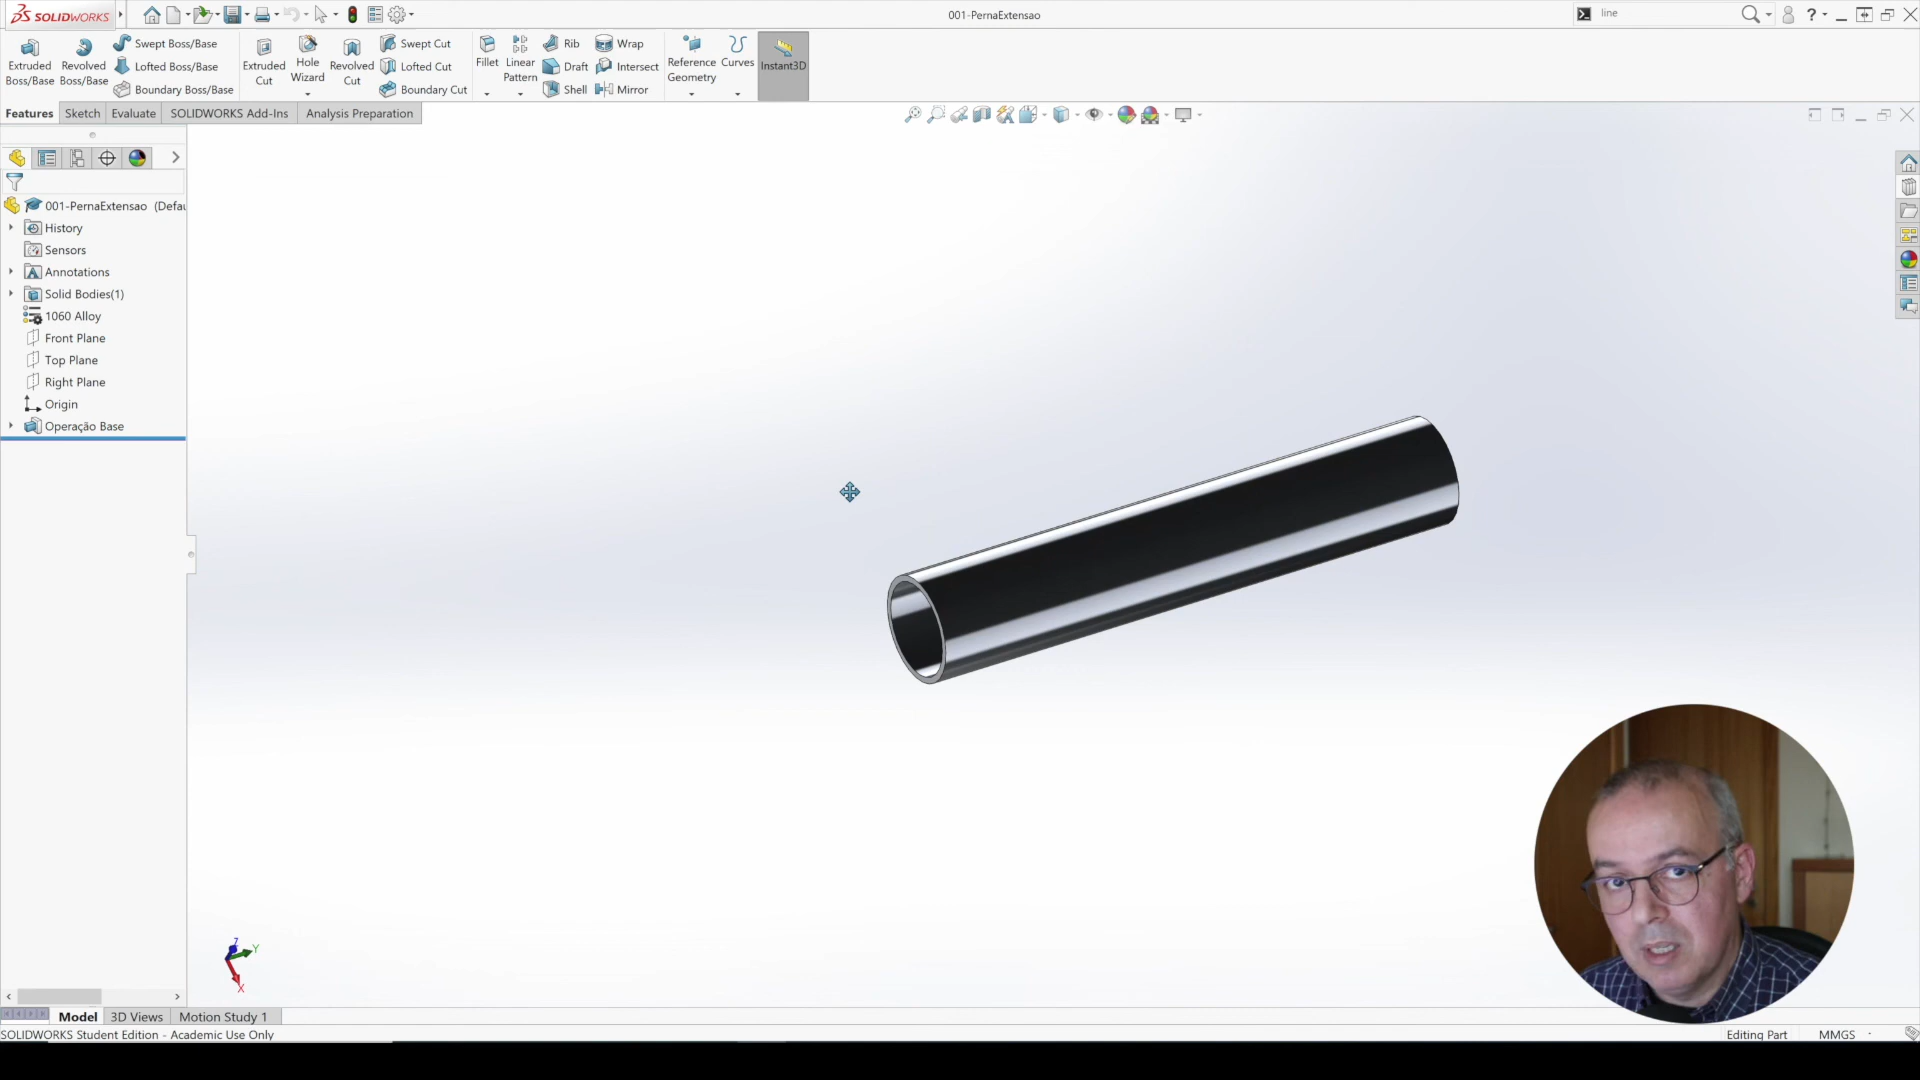 SOLIDWORKS
001-PernaExtensao
line
?
Extruded Boss/Base
Revolved Boss/Base
Swept Boss/Base
Lofted Boss/Base
Boundary Boss/Base
Extruded Cut
Hole Wizard
Revolved Cut
Swept Cut
Lofted Cut
Boundary Cut
Fillet
Linear Pattern
Rib
Draft
Shell
Wrap
Intersect
Mirror
Reference Geometry
Curves
Instant3D
Features
Sketch
Evaluate
SOLIDWORKS Add-Ins
Analysis Preparation
001-PernaExtensao (Defau
History
Sensors
Annotations
Solid Bodies(1)
1060 Alloy
Front Plane
Top Plane
Right Plane
Origin
Operação Base
Z
Y
X
Model
3D Views
Motion Study 1
SOLIDWORKS Student Edition - Academic Use Only
Editing Part
MMGS